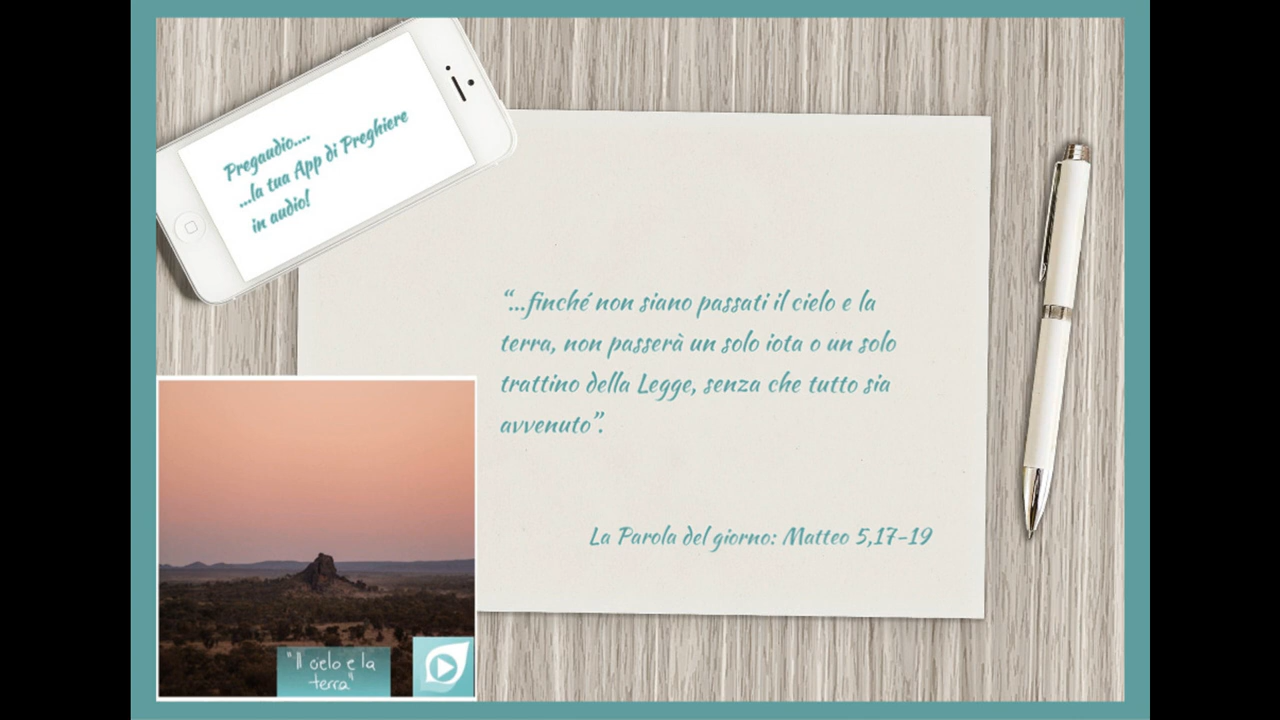 Pregaudio....
...la tua App di Preghiere
in audio!
“...finché non siano passati il cielo e la
terra, non passerà un solo iota o un solo
trattino della Legge, senza che tutto sia
avvenuto”.
La Parola del giorno: Matteo 5,17-19
"Il cielo e la
terra"